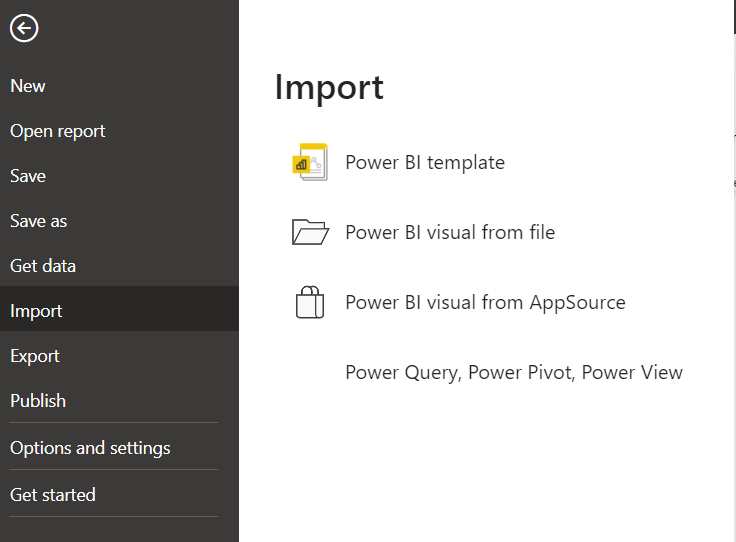 New
Open report
Save
Save as
Get data
Import
Export
Publish
Options and settings
Get started
Import
Power BI template
Power BI visual from file
Power BI visual from AppSource
Power Query, Power Pivot, Power View